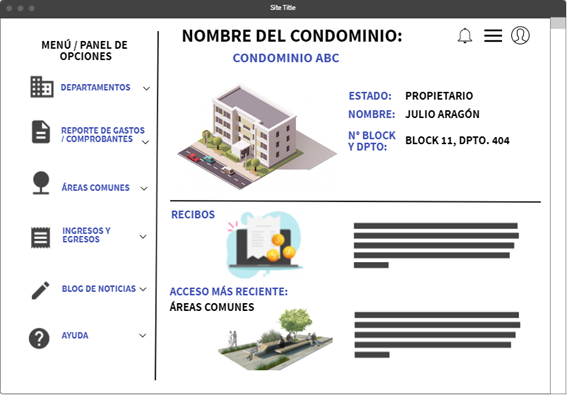 Site Title
MENÚ / PANEL DE
OPCIONES
DEPARTAMENTOS
REPORTE DE GASTOS
/ COMPROBANTES
ÁREAS COMUNES
INGRESOS Y
EGRESOS
BLOG DE NOTICIAS
AYUDA
NOMBRE DEL CONDOMINIO:
CONDOMINIO ABC
ESTADO: PROPIETARIO
NOMBRE: JULIO ARAGÓN
N° BLOCK
Y DPTO: BLOCK 11, DPTO. 404
RECIBOS
ACCESO MÁS RECIENTE:
ÁREAS COMUNES